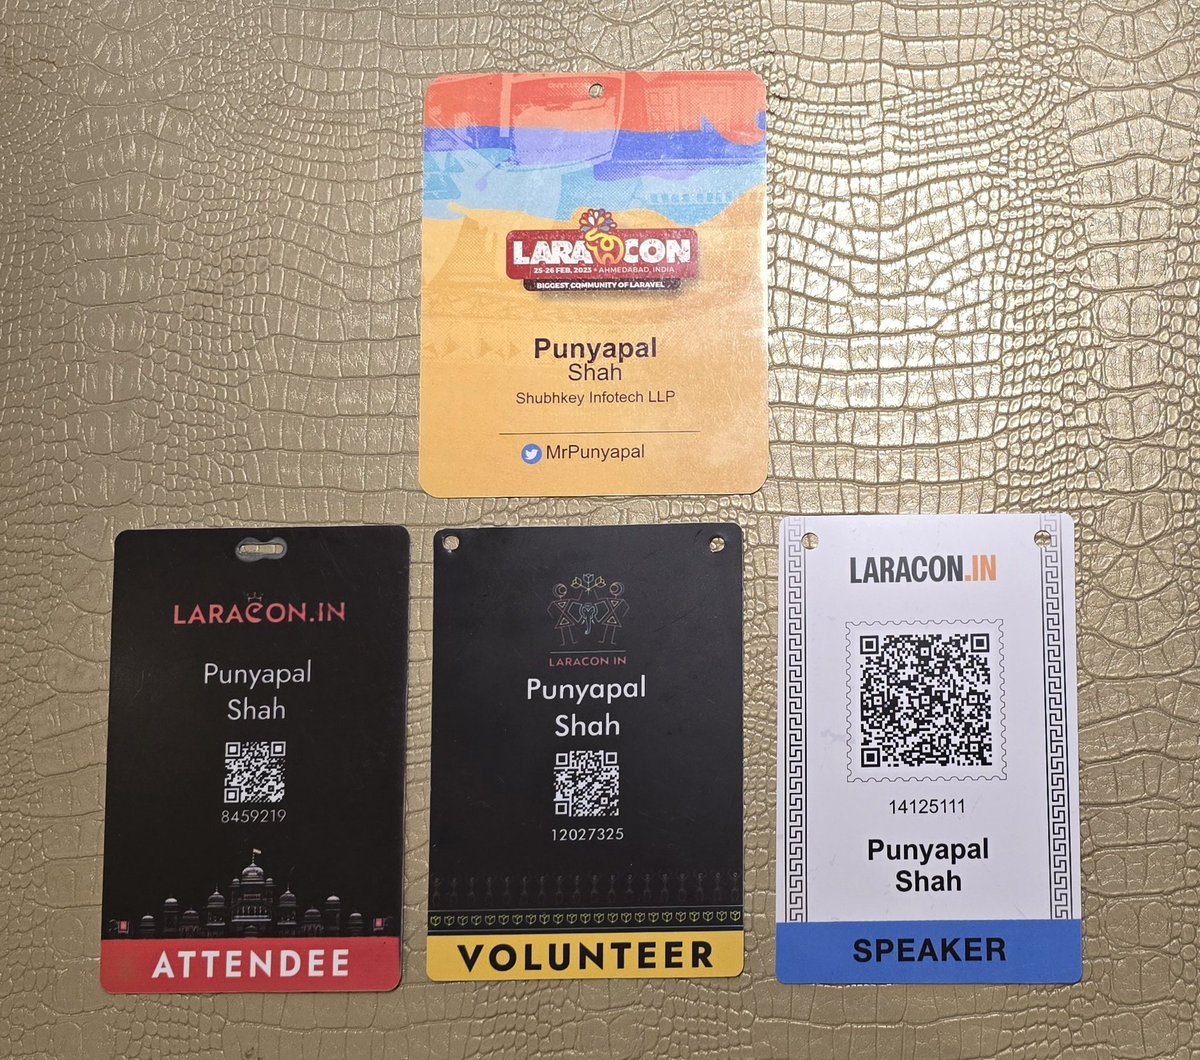 LARACON
25-26 FEB, 2023 • AHMEDABAD, INDIA
BIGGEST COMMUNITY OF LARAVEL
Punyapal
Shah
Shubhkey Infotech LLP
MrPunyapal
LARACON.IN
Punyapal
Shah
8459219
ATTENDEE
LARACON IN
Punyapal
Shah
12027325
VOLUNTEER
LARACON.IN
14125111
Punyapal
Shah
SPEAKER